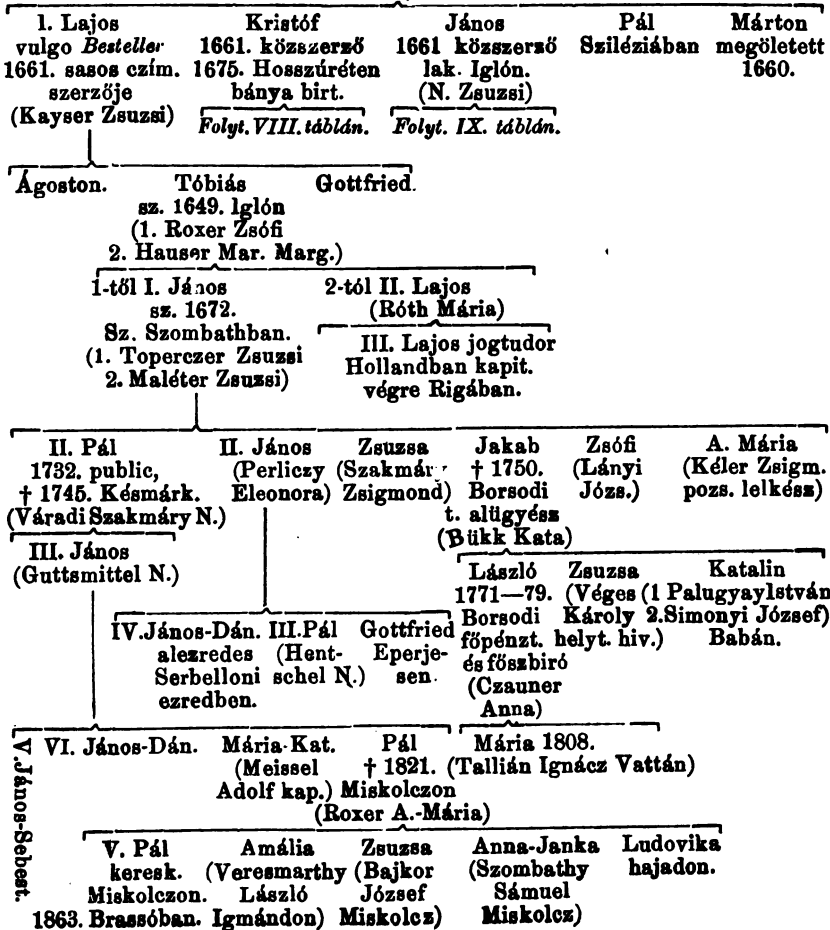 1. Lajos Kristóf János Pál Márton
vulgo Besteller 1661. közszerző 1661 közszerző Sziléziában megöletett
1661. sasos czím. 1675. Hosszúréten lak. Iglón. 1660.
szerzője bánya birt. (N. Zsuzsi)
(Kayser Zsuzsi) Folyt. VIII. táblán. Folyt. IX. táblán.
Ágoston. Tóbiás Gottfried.
sz. 1649. Iglón
(1. Roxer Zsófi
2. Hauser Mar. Marg.)
1-től I. János 2-tól II. Lajos
sz. 1672. (Róth Mária)
Sz. Szombathban. III. Lajos jogtudor
(1. Toperczer Zsuzsi Hollandban kapit.
2. Maléter Zsuzsi) végre Rigában.
II. Pál II. János Zsuzsa Jakab Zsófi A. Mária
1732. public, (Perliczy (Szakmár † 1750. (Lányi (Kéler Zsigm.
† 1745. Késmárk. Eleonora) Zsigmond) Borsodi Józs.) pozs. lelkész)
(Váradi Szakmáry N.) t. alügyész
(Bükk Kata)
III. János
(Guttsmittel N.)
László Zsuzsa Katalin
1771—79. (Véges (1 Palugyay István
Borsodi Károly 2. Simonyi József)
főpénzt. helyt. hiv.) Babán.
és főszbiró
(Czauner
Anna)
IV. János-Dán. III. Pál Gottfried
alezredes (Hent- Eperje-
Serbelloni schel N.) sen.
ezredben.
V. János-Sebest.
VI. János-Dán. Mária-Kat. Pál Mária 1808.
(Meissel † 1821. (Tallián Ignácz Vattán)
Adolf kap.) Miskolczon
(Roxer A.-Mária)
V. Pál Amália Zsuzsa Anna-Janka Ludovika
keresk. (Veresmarthy (Bajkor (Szombathy hajadon.
Miskolczon. László József Sámuel
1863. Brassóban. Igmándon) Miskolcz) Miskolcz)